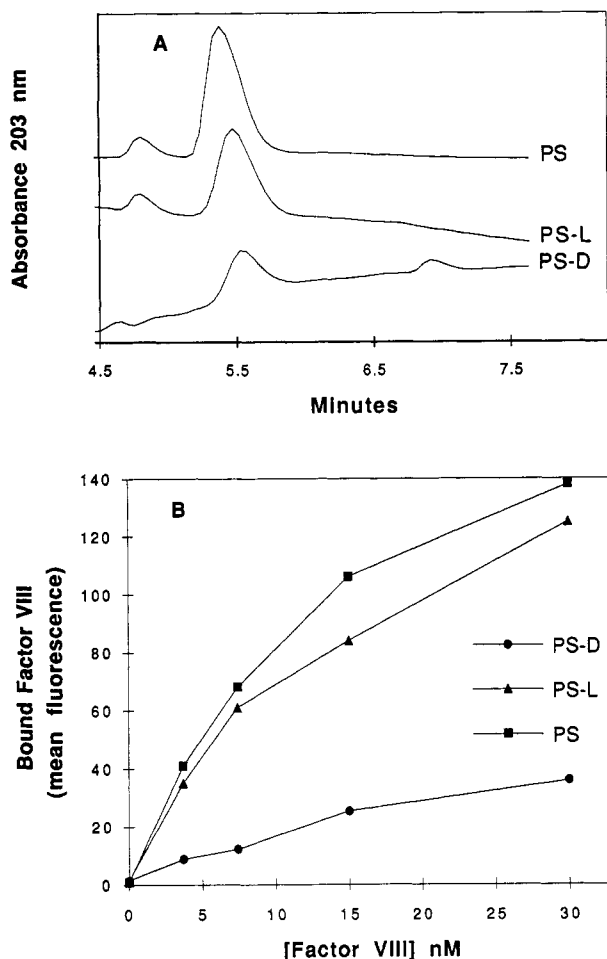 A
Absorbance 203 nm
PS
PS-L
PS-D
4.5 5.5 6.5 7.5
Minutes
B
Bound Factor VIII
(mean fluorescence)
140
120
100
80
60
40
20
0
PS-D
PS-L
PS
0 5 10 15 20 25 30
[Factor VIII] nM